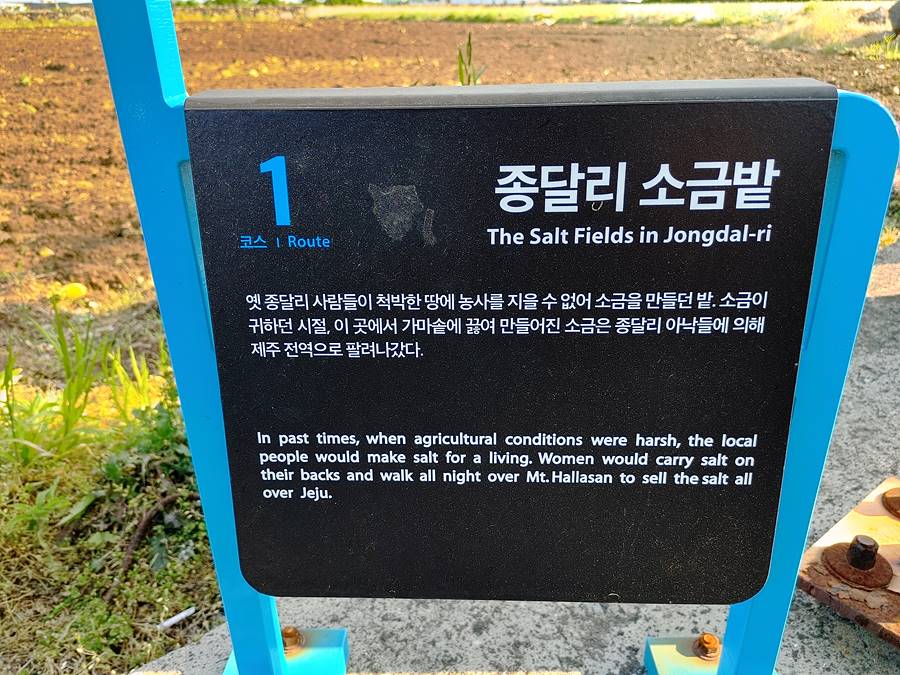 1
코스 | Route
종달리 소금밭
The Salt Fields in Jongdal-ri
옛 종달리 사람들이 척박한 땅에 농사를 지을 수 없어 소금을 만들던 밭. 소금이
귀하던 시절, 이 곳에서 가마솥에 끓여 만들어진 소금은 종달리 아낙들에 의해
제주 전역으로 팔려나갔다.
In past times, when agricultural conditions were harsh, the local
people would make salt for a living. Women would carry salt on
their backs and walk all night over Mt. Hallasan to sell the salt all
over Jeju.